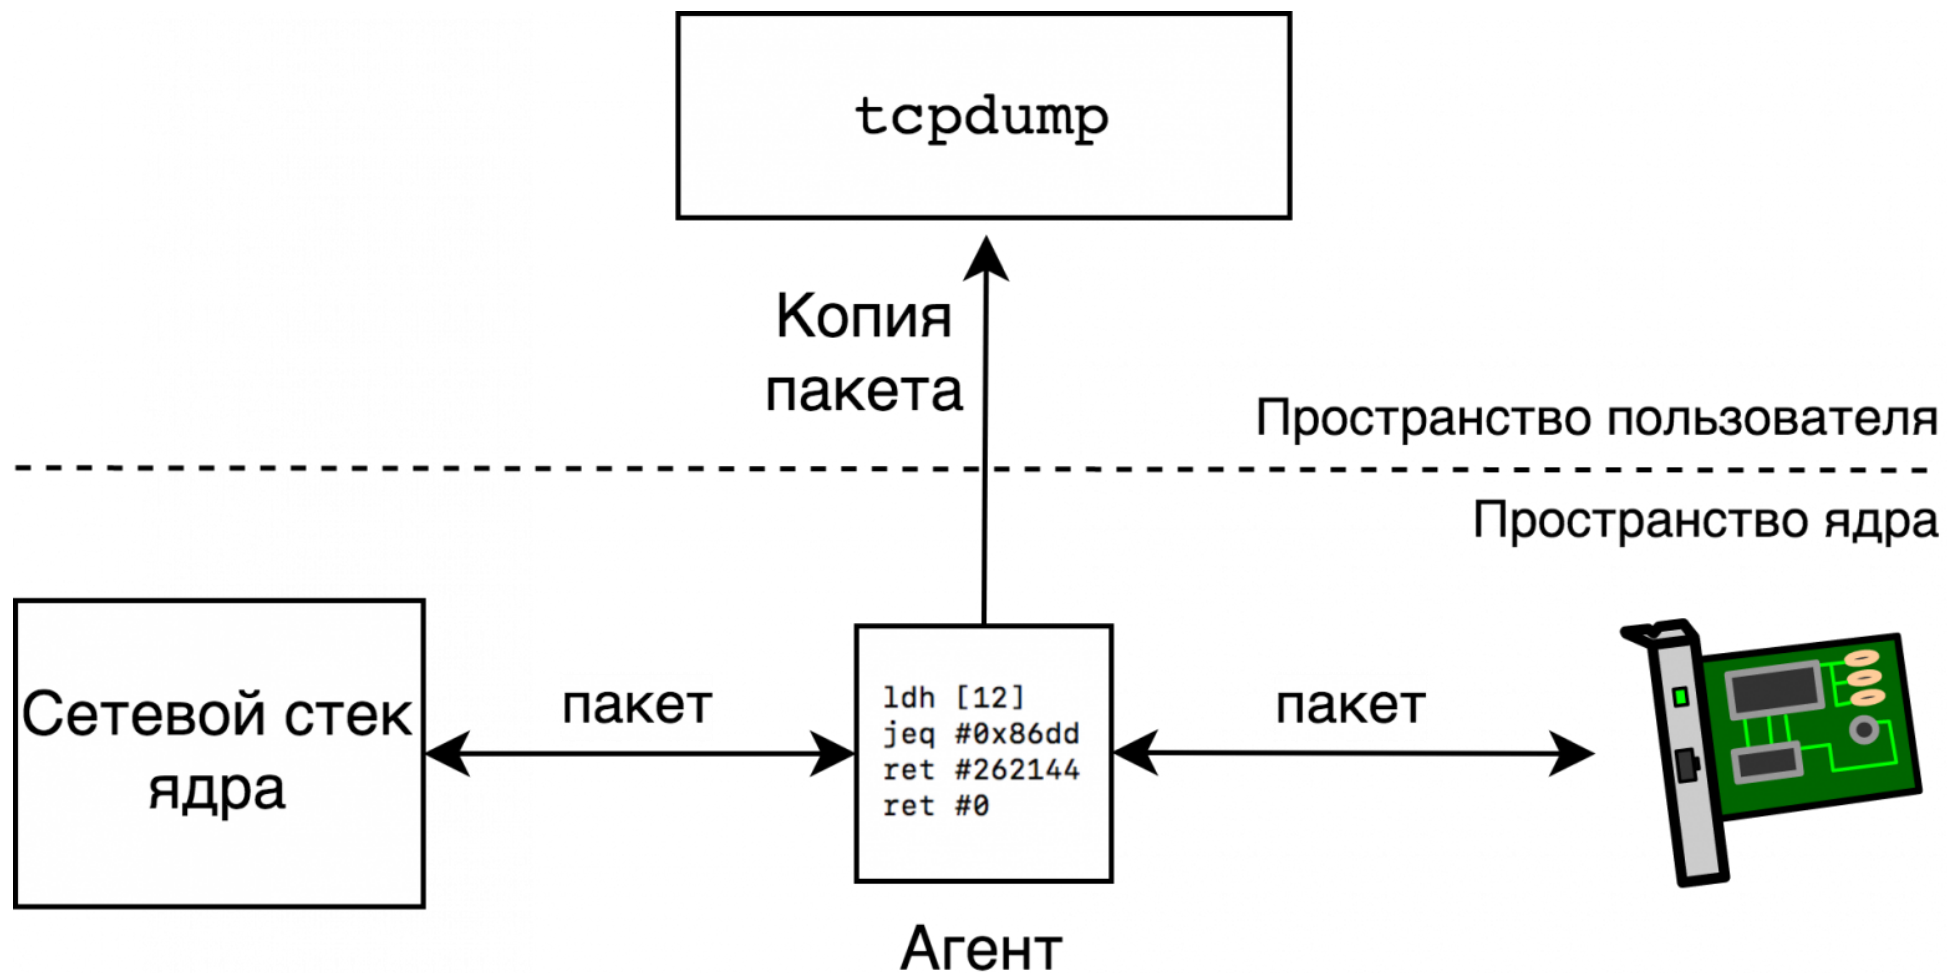 tcpdump
Копия
пакета
Пространство пользователя
Пространство ядра
Сетевой стек
ядра
пакет
ldh [12]
jeq #0x86dd
ret #262144
ret #0
пакет
Агент